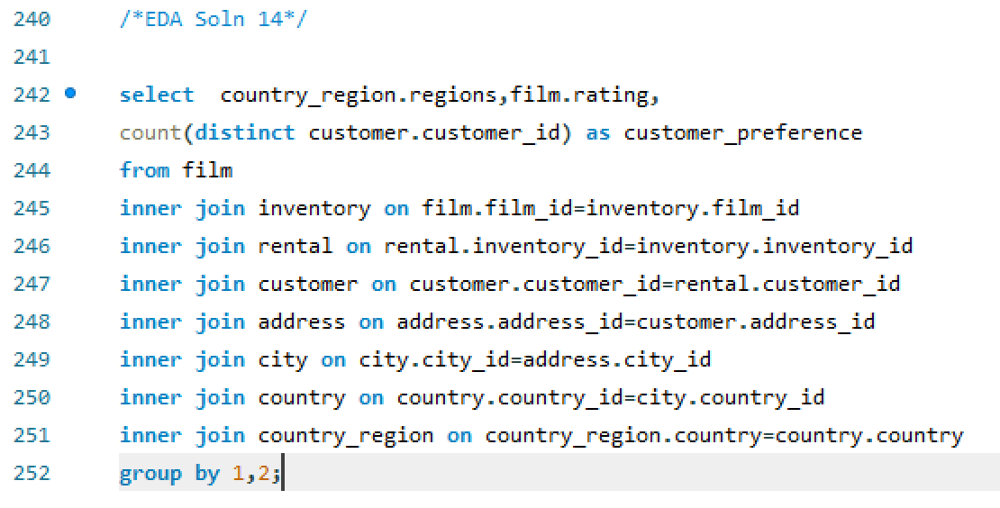 240 /*EDA Soln 14*/
241
242 select  country_region.regions,film.rating,
243 count(distinct customer.customer_id) as customer_preference
244 from film
245 inner join inventory on film.film_id=inventory.film_id
246 inner join rental on rental.inventory_id=inventory.inventory_id
247 inner join customer on customer.customer_id=rental.customer_id
248 inner join address on address.address_id=customer.address_id
249 inner join city on city.city_id=address.city_id
250 inner join country on country.country_id=city.country_id
251 inner join country_region on country_region.country=country.country
252 group by 1,2;